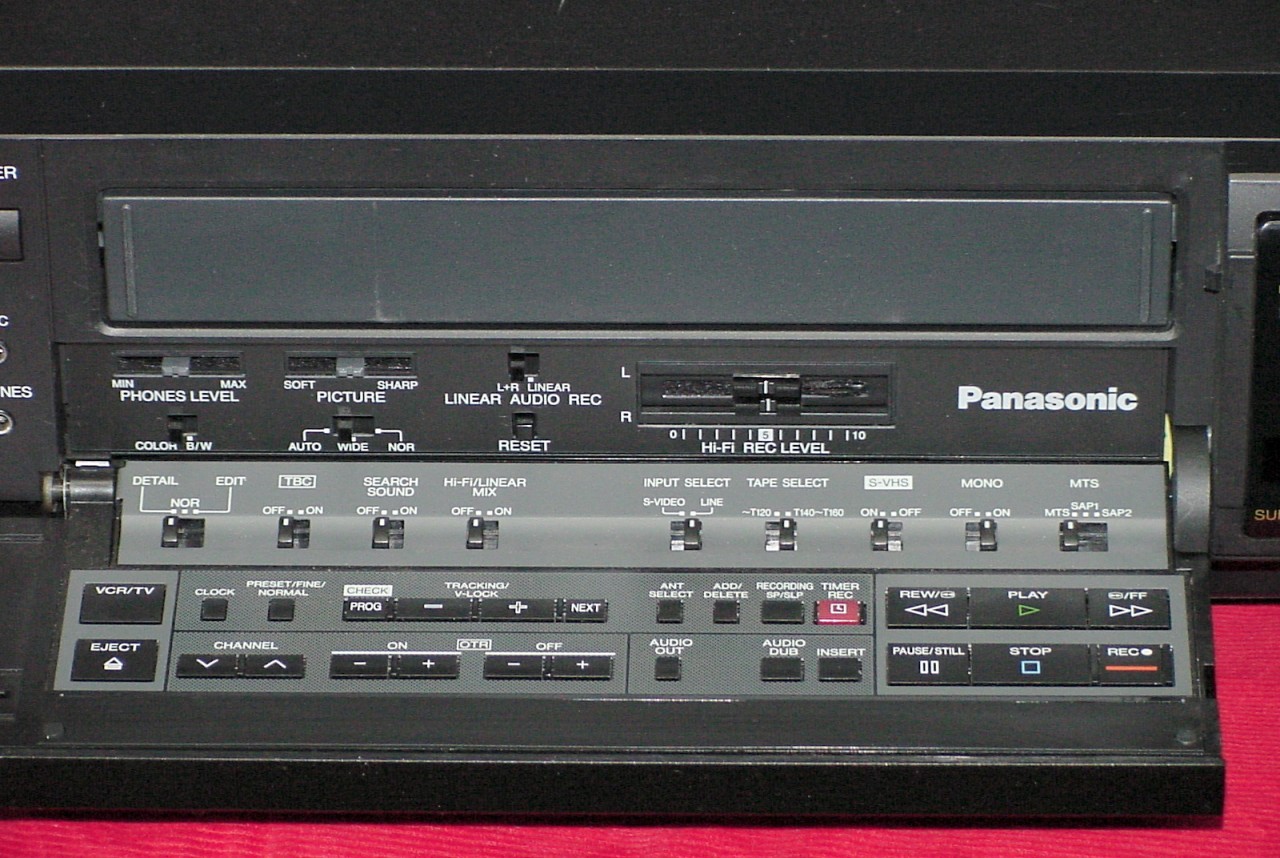 ER
C
NES
MIN MAX
PHONES LEVEL
SOFT SHARP
PICTURE
L+R LINEAR
LINEAR AUDIO REC
L
R
Panasonic
COLOR B/W
AUTO WIDE NOR
RESET
0 5 10
Hi-Fi REC LEVEL
DETAIL EDIT
NOR
TBC
OFF ON
SEARCH
SOUND
OFF ON
Hi-Fi/LINEAR
MIX
OFF ON
INPUT SELECT
S-VIDEO LINE
TAPE SELECT
~T120 T140~T160
S-VHS
ON OFF
MONO
OFF ON
MTS
SAP1
MTS SAP2
SU
VCR/TV
CLOCK
PRESET/FINE/
NORMAL
CHECK
PROG
TRACKING/
V-LOCK
− +
NEXT
ANT
SELECT
ADD/
DELETE
RECORDING
SP/SLP
TIMER
REC
REW/
PLAY
/FF
EJECT
CHANNEL
ON OTR OFF
− + − +
AUDIO
OUT
AUDIO
DUB
INSERT
PAUSE/STILL
STOP
REC